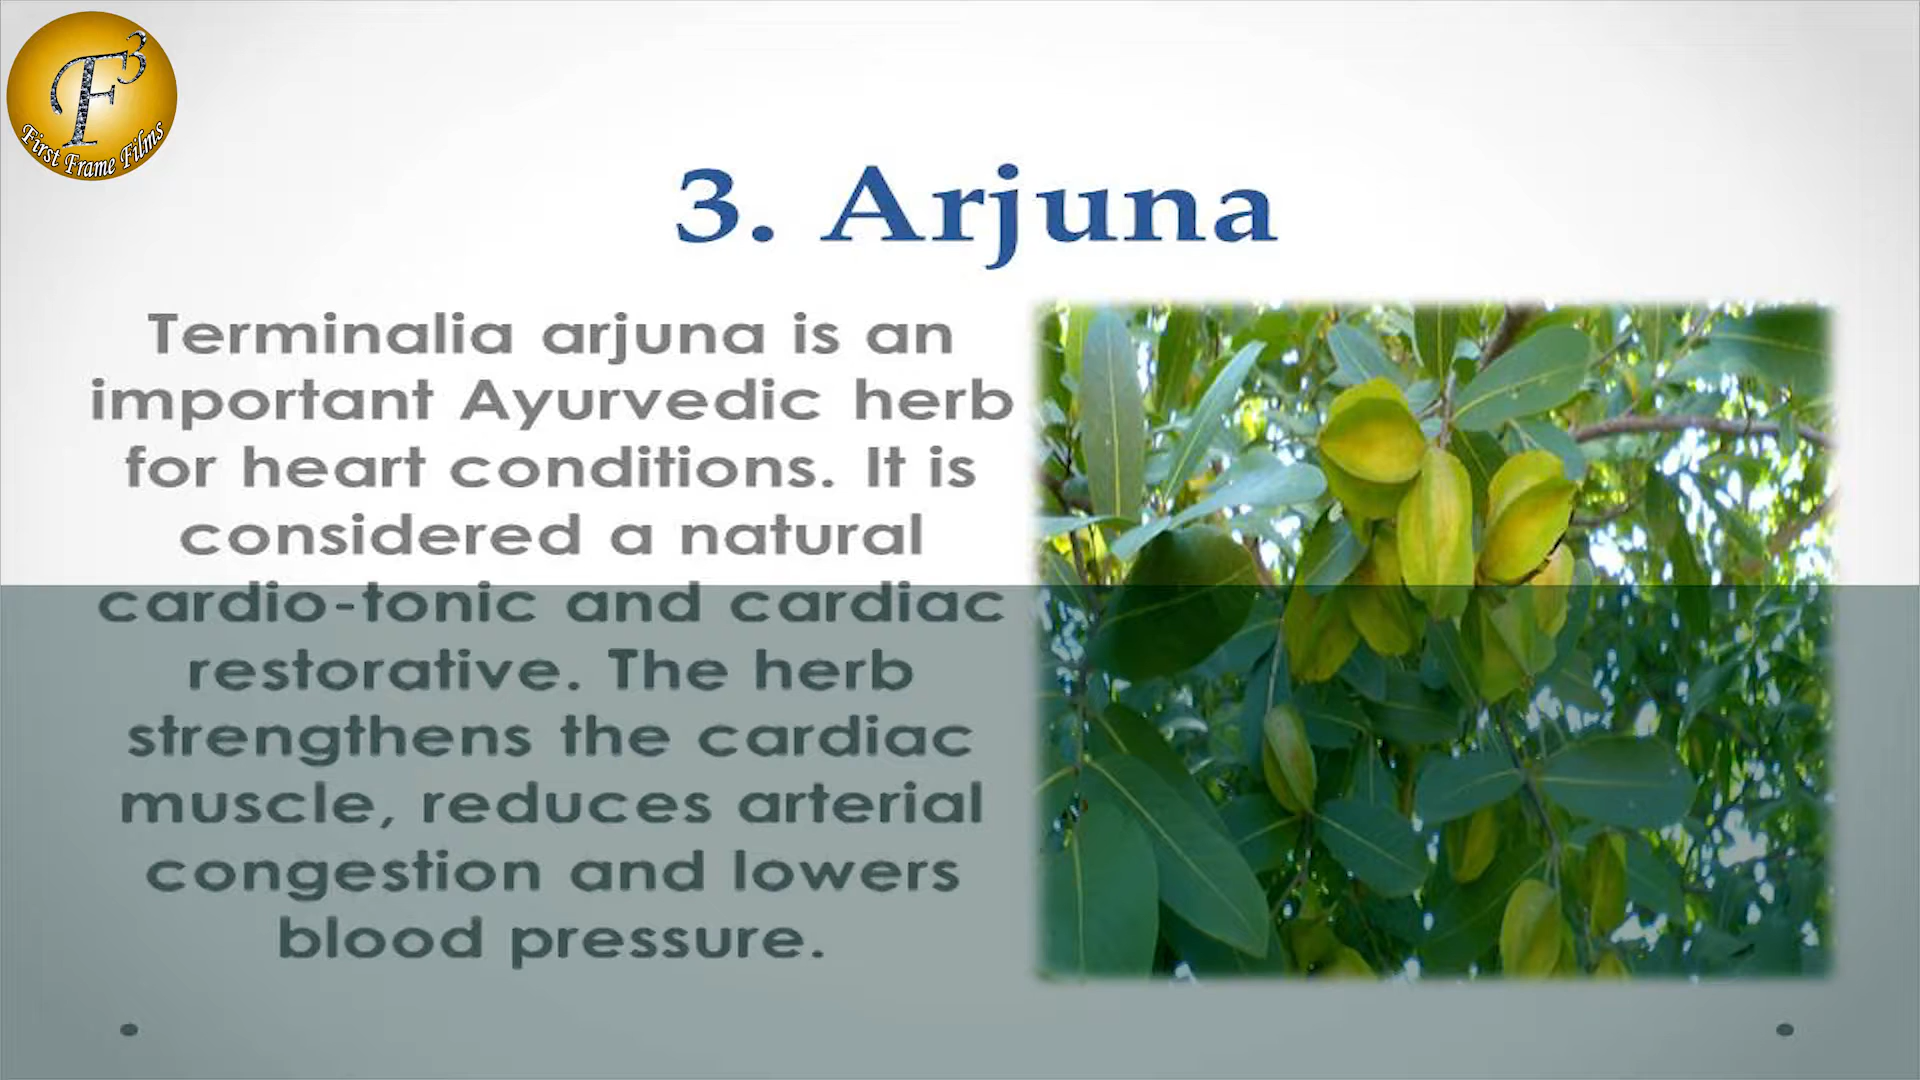 F3
First Frame Films
3. Arjuna
Terminalia arjuna is an
important Ayurvedic herb
for heart conditions. It is
considered a natural
cardio-tonic and cardiac
restorative. The herb
strengthens the cardiac
muscle, reduces arterial
congestion and lowers
blood pressure.